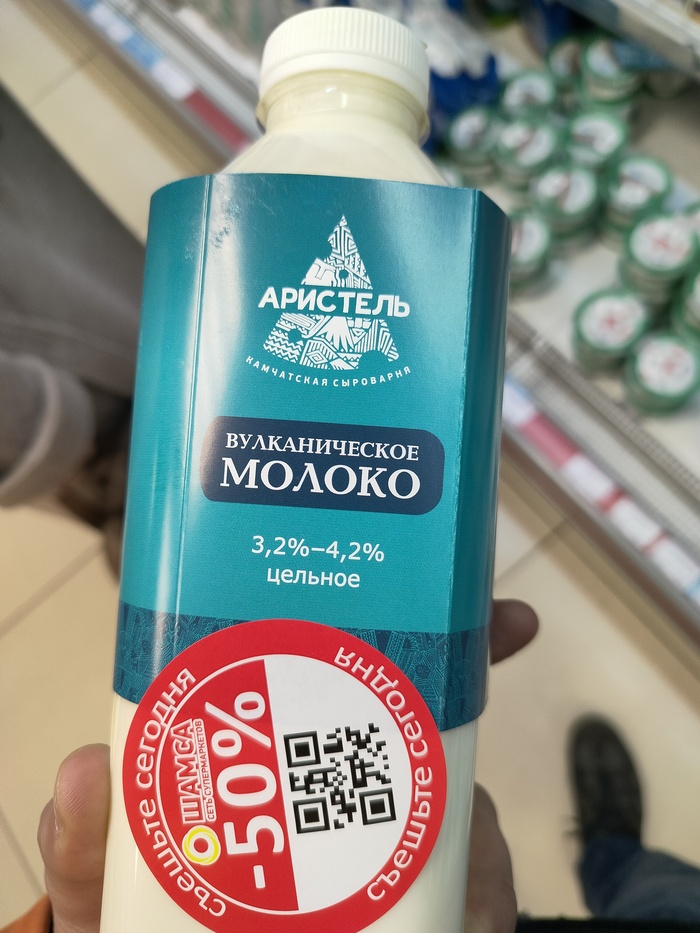 АРИСТЕЛЬ
КАМЧАТСКАЯ СЫРОВАРНЯ
ВУЛКАНИЧЕСКОЕ
МОЛОКО
3,2%–4,2%
цельное
съешьте сегодня
съешьте сегодня
ШАМСА
СЕТЬ СУПЕРМАРКЕТОВ
-50%